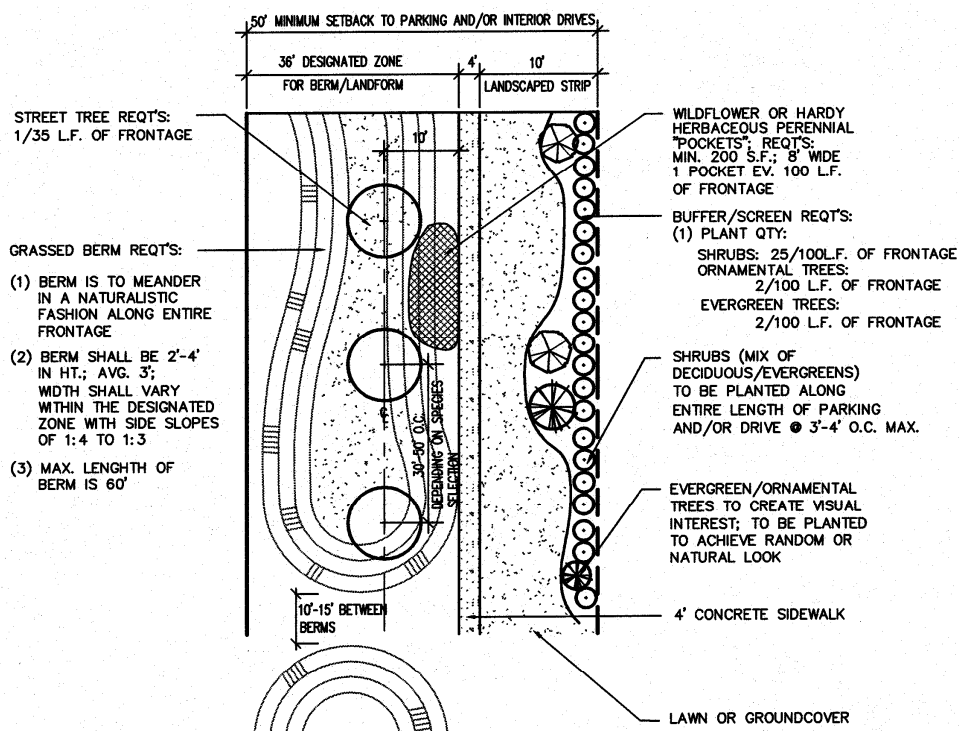 50' MINIMUM SETBACK TO PARKING AND/OR INTERIOR DRIVES
36' DESIGNATED ZONE
FOR BERM/LANDFORM
4'
10'
LANDSCAPED STRIP
STREET TREE REQT'S:
1/35 L.F. OF FRONTAGE
10'
GRASSED BERM REQT'S:
(1) BERM IS TO MEANDER
IN A NATURALISTIC
FASHION ALONG ENTIRE
FRONTAGE
(2) BERM SHALL BE 2'-4'
IN HT.; AVG. 3';
WIDTH SHALL VARY
WITHIN THE DESIGNATED
ZONE WITH SIDE SLOPES
OF 1:4 TO 1:3
(3) MAX. LENGHTH OF
BERM IS 60'
30'-50' O.C.
DEPENDING ON SPECIES
SELECTION
10'-15' BETWEEN
BERMS
WILDFLOWER OR HARDY
HERBACEOUS PERENNIAL
"POCKETS"; REQT'S:
MIN. 200 S.F.; 8' WIDE
1 POCKET EV. 100 L.F.
OF FRONTAGE
BUFFER/SCREEN REQT'S:
(1) PLANT QTY:
SHRUBS: 25/100L.F. OF FRONTAGE
ORNAMENTAL TREES:
2/100 L.F. OF FRONTAGE
EVERGREEN TREES:
2/100 L.F. OF FRONTAGE
SHRUBS (MIX OF
DECIDUOUS/EVERGREENS)
TO BE PLANTED ALONG
ENTIRE LENGTH OF PARKING
AND/OR DRIVE @ 3'-4' O.C. MAX.
EVERGREEN/ORNAMENTAL
TREES TO CREATE VISUAL
INTEREST; TO BE PLANTED
TO ACHIEVE RANDOM OR
NATURAL LOOK
4' CONCRETE SIDEWALK
LAWN OR GROUNDCOVER